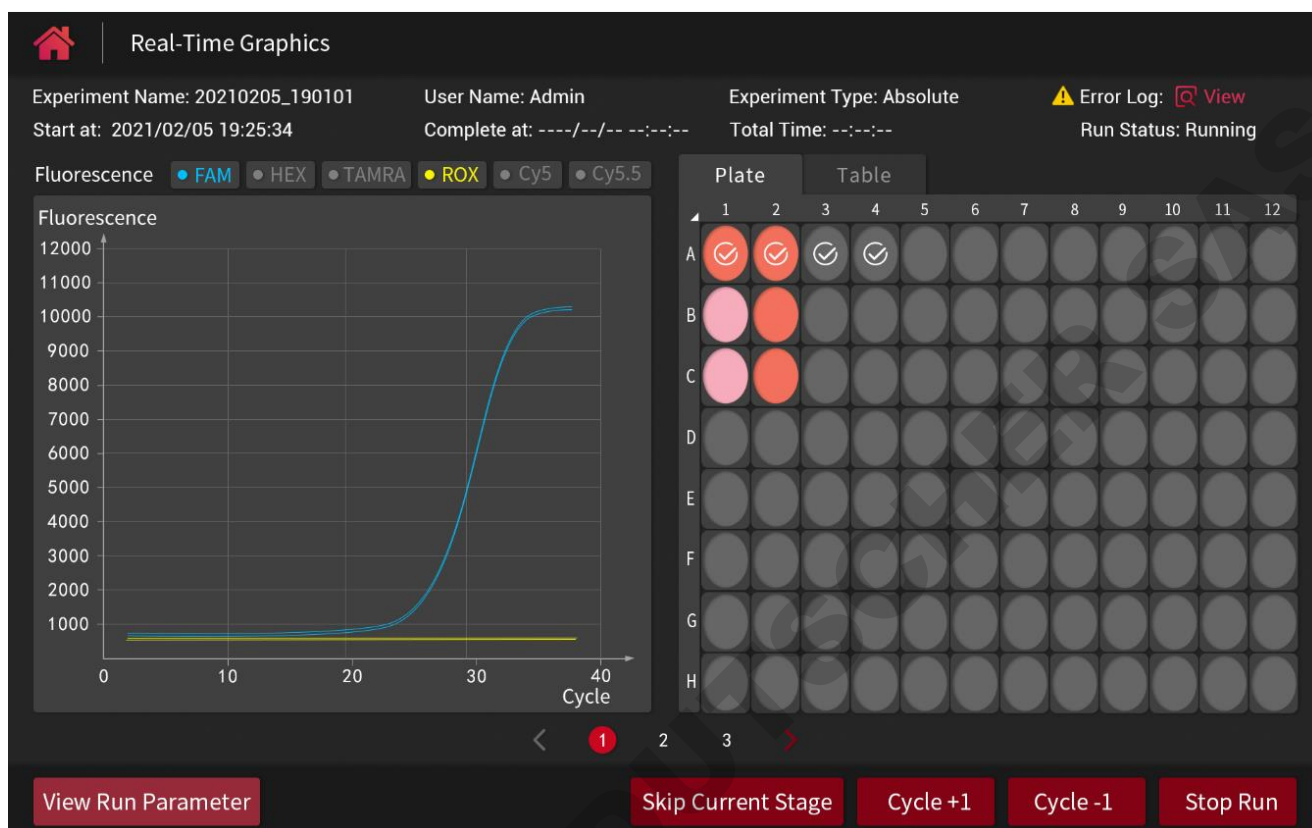 Real-Time Graphics
Experiment Name: 20210205_190101 User Name: Admin Experiment Type: Absolute Error Log: View
Start at: 2021/02/05 19:25:34 Complete at: ----/--/-- --:--:-- Total Time: --:--:-- Run Status: Running
Fluorescence FAM HEX TAMRA ROX Cy5 Cy5.5
Plate Table
Fluorescence
12000
11000
10000
9000
8000
7000
6000
5000
4000
3000
2000
1000
0 10 20 30 40
Cycle
1 2 3 4 5 6 7 8 9 10 11 12
A
B
C
D
E
F
G
H
< 1 2 3 >
View Run Parameter Skip Current Stage Cycle +1 Cycle -1 Stop Run
DUTSCHER SAS